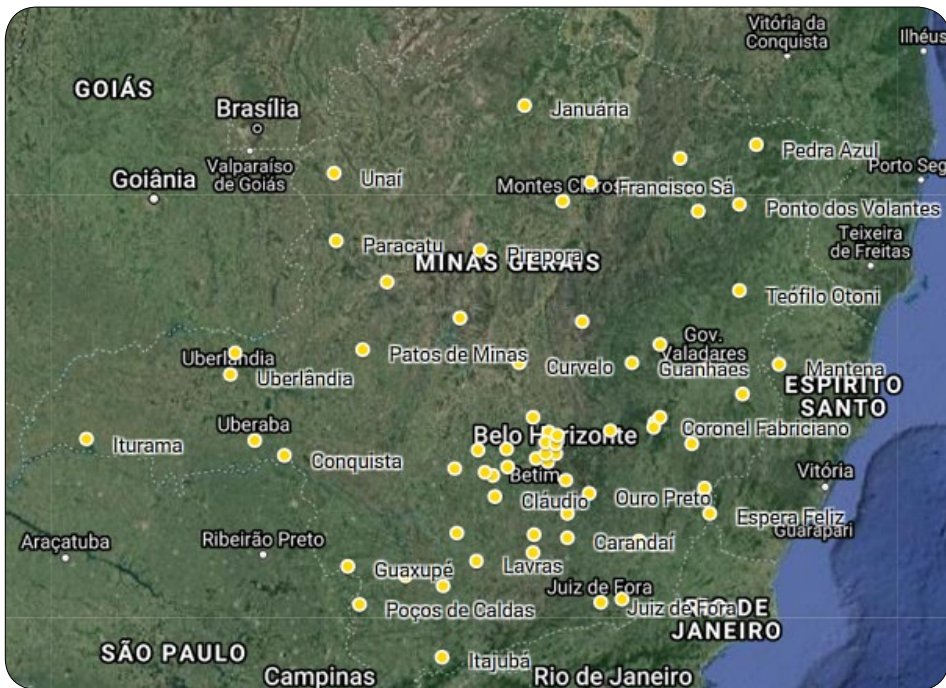 Vitória da
Conquista
Ilhéus
GOIÁS
Januária
Brasília
Pedra Azul
Valparaíso
de Goiás
Goiânia
Unaí
Montes Claros
Francisco Sá
Porto Seg
Ponto dos Volantes
Paracatu
Pirapora
MINAS GERAIS
Teixeira
de Freitas
Teófilo Otoni
Uberlândia
Uberlândia
Patos de Minas
Curvelo
Gov.
Valadares
Guanhães
Mantena
ESPÍRITO
SANTO
Uberaba
Iturama
Conquista
Belo Horizonte
Coronel Fabriciano
Betim
Vitória
Cláudio
Ouro Preto
Espera Feliz
Guarapari
Araçatuba
Ribeirão Preto
Carandaí
Guaxupé
Lavras
Juiz de Fora
Juiz de Fora
Poços de Caldas
RIO DE
JANEIRO
SÃO PAULO
Itajubá
Campinas
Rio de Janeiro